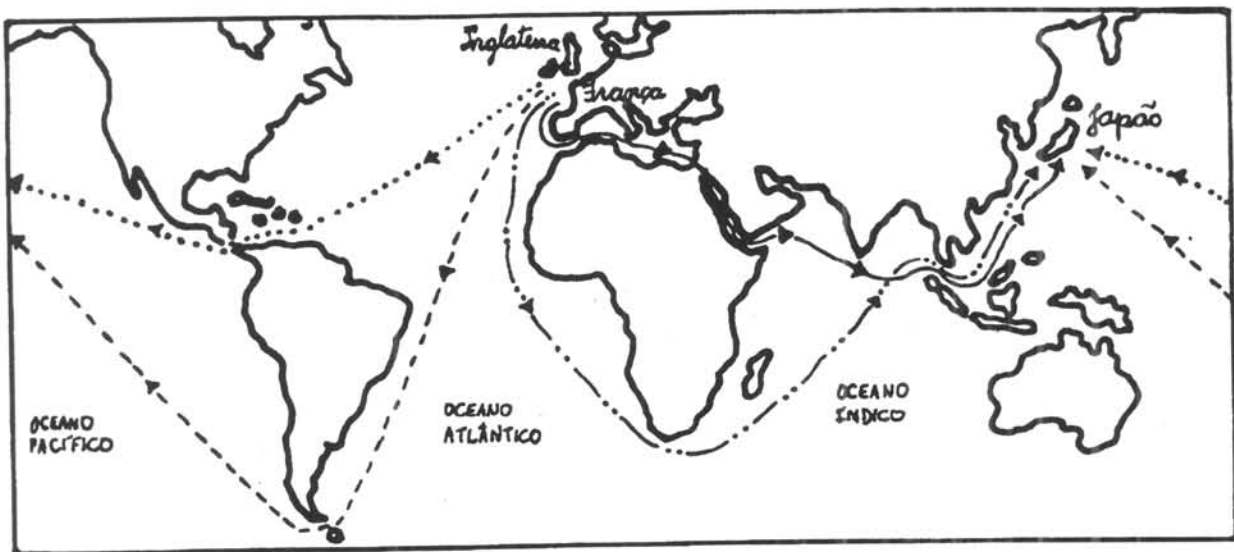 Inglaterra
França
Japão
OCEANO
PACÍFICO
OCEANO
ATLÂNTICO
OCEANO
ÍNDICO